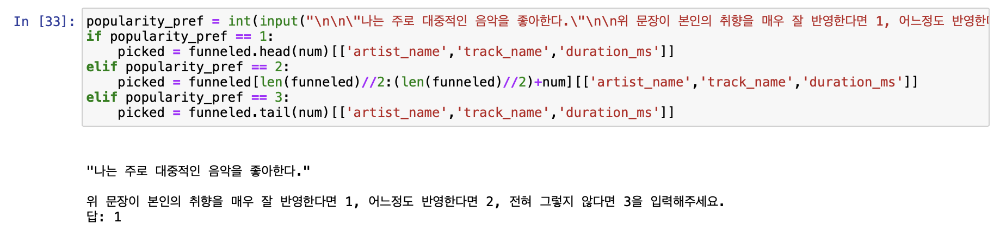 In [33]: popularity_pref = int(input("\n\n\"나는 주로 대중적인 음악을 좋아한다.\"\n\n위 문장이 본인의 취향을 매우 잘 반영한다면 1, 어느정도 반영한
if popularity_pref == 1:
    picked = funneled.head(num)[['artist_name','track_name','duration_ms']]
elif popularity_pref == 2:
    picked = funneled[len(funneled)//2:(len(funneled)//2)+num][['artist_name','track_name','duration_ms']]
elif popularity_pref == 3:
    picked = funneled.tail(num)[['artist_name','track_name','duration_ms']]
"나는 주로 대중적인 음악을 좋아한다."
위 문장이 본인의 취향을 매우 잘 반영한다면 1, 어느정도 반영한다면 2, 전혀 그렇지 않다면 3을 입력해주세요.
답: 1